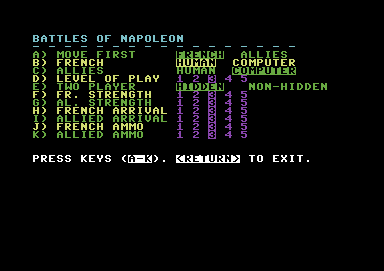 BATTLES OF NAPOLEON
A) MOVE FIRST FRENCH ALLIES
B) FRENCH HUMAN COMPUTER
C) ALLIES HUMAN COMPUTER
D) LEVEL OF PLAY 1 2 3 4 5
E) TWO PLAYER HIDDEN NON-HIDDEN
F) FR. STRENGTH 1 2 3 4 5
G) AL. STRENGTH 1 2 3 4 5
H) FRENCH ARRIVAL 1 2 3 4 5
I) ALLIED ARRIVAL 1 2 3 4 5
J) FRENCH AMMO 1 2 3 4 5
K) ALLIED AMMO 1 2 3 4 5
PRESS KEYS (A-K). <RETURN> TO EXIT.